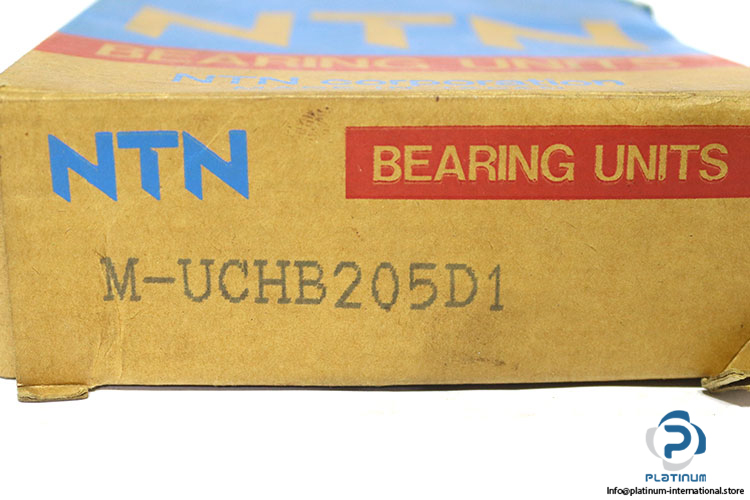 NTN
BEARING UNITS
NTN corporation
NTN BEARING UNITS
M-UCHB205D1
PLATINUM
Info@platinum-international.store